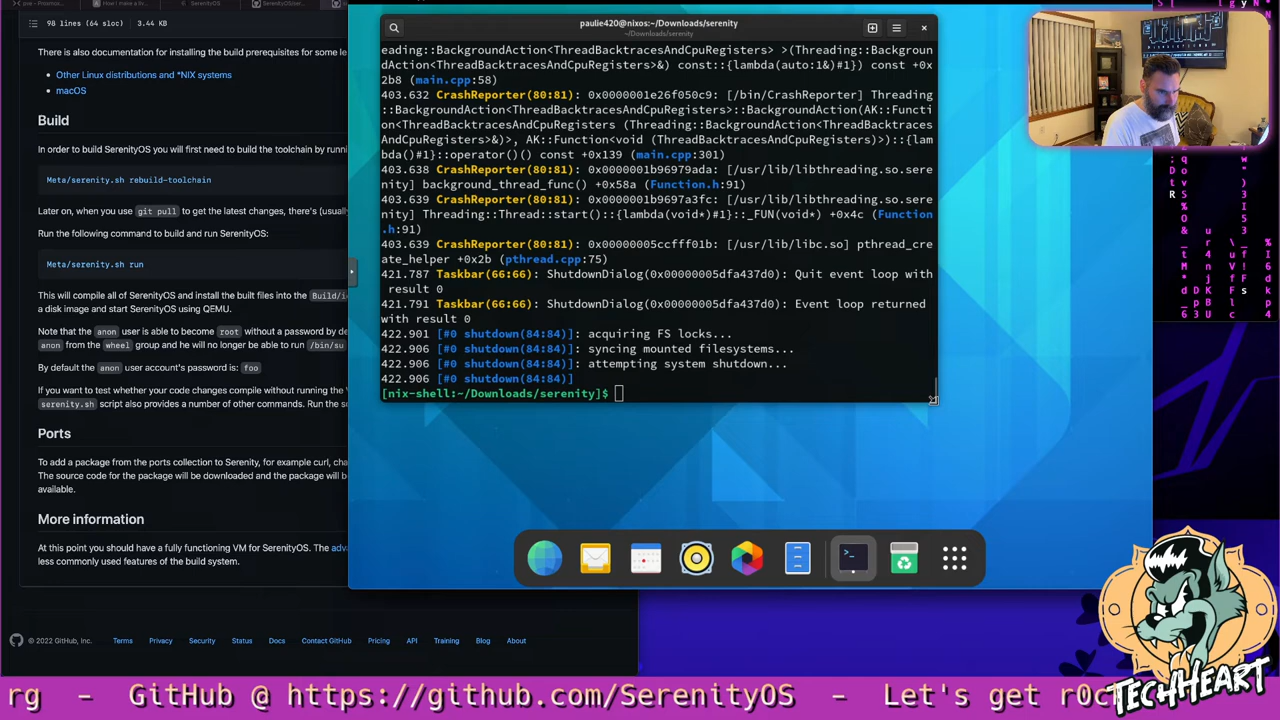 98 lines (64 sloc) 3.44 KB
There is also documentation for installing the build prerequisites for some le
Other Linux distributions and *NIX systems
macOS
Build
In order to build SerenityOS you will first need to build the toolchain by runni
Meta/serenity.sh rebuild-toolchain
Later on, when you use git pull to get the latest changes, there's (usually
Run the following command to build and run SerenityOS:
Meta/serenity.sh run
This will compile all of SerenityOS and install the built files into the Build/i
a disk image and start SerenityOS using QEMU.
Note that the anon user is able to become root without a password by de
anon from the wheel group and he will no longer be able to run /bin/su
By default the anon user account's password is: foo
If you want to test whether your code changes compile without running the
serenity.sh script also provides a number of other commands. Run the sc
Ports
To add a package from the ports collection to Serenity, for example curl, cha
The source code for the package will be downloaded and the package will b
available.
More information
At this point you should have a fully functioning VM for SerenityOS. The adva
less commonly used features of the build system.
© 2022 GitHub, Inc. Terms Privacy Security Status Docs Contact GitHub Pricing API Training Blog About
paulie420@nixos:~/Downloads/serenity
~/Downloads/serenity
eading::BackgroundAction<ThreadBacktracesAndCpuRegisters> >(Threading::Backgroun
dAction<ThreadBacktracesAndCpuRegisters>&) const::{lambda(auto:1&)#1}) const +0x
2b8 (main.cpp:58)
403.632 CrashReporter(80:81): 0x0000001e26f050c9: [/bin/CrashReporter] Threading
::BackgroundAction<ThreadBacktracesAndCpuRegisters>::BackgroundAction(AK::Functi
on<ThreadBacktracesAndCpuRegisters (Threading::BackgroundAction<ThreadBacktraces
AndCpuRegisters>&)>, AK::Function<void (ThreadBacktracesAndCpuRegisters)>)::{lam
bda()#1}::operator()() const +0x139 (main.cpp:301)
403.638 CrashReporter(80:81): 0x0000001b96979ada: [/usr/lib/libthreading.so.sere
nity] background_thread_func() +0x58a (Function.h:91)
403.639 CrashReporter(80:81): 0x0000001b9697a3fc: [/usr/lib/libthreading.so.sere
nity] Threading::Thread::start()::{lambda(void*)#1}::_FUN(void*) +0x4c (Function
.h:91)
403.639 CrashReporter(80:81): 0x00000005ccfff01b: [/usr/lib/libc.so] pthread_cre
ate_helper +0x2b (pthread.cpp:75)
421.787 Taskbar(66:66): ShutdownDialog(0x00000005dfa437d0): Quit event loop with
result 0
421.791 Taskbar(66:66): ShutdownDialog(0x00000005dfa437d0): Event loop returned
with result 0
422.901 [#0 shutdown(84:84)]: acquiring FS locks...
422.906 [#0 shutdown(84:84)]: syncing mounted filesystems...
422.906 [#0 shutdown(84:84)]: attempting system shutdown...
422.906 [#0 shutdown(84:84)]
[nix-shell:~/Downloads/serenity]$
TECHHEART
rg - GitHub @ https://github.com/SerenityOS - Let's get r0c